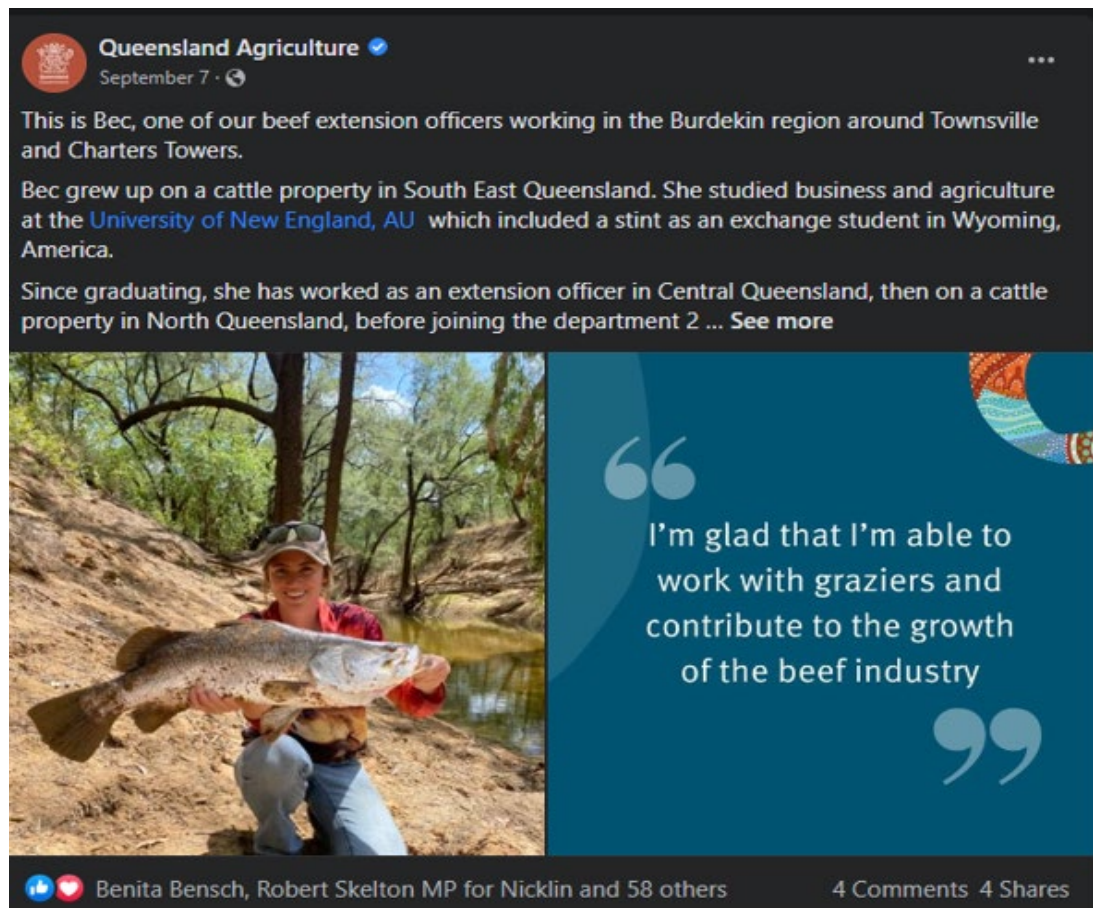 Queensland Agriculture
September 7 ·
This is Bec, one of our beef extension officers working in the Burdekin region around Townsville
and Charters Towers.
Bec grew up on a cattle property in South East Queensland. She studied business and agriculture
at the University of New England, AU which included a stint as an exchange student in Wyoming,
America.
Since graduating, she has worked as an extension officer in Central Queensland, then on a cattle
property in North Queensland, before joining the department 2 ... See more
“
I’m glad that I’m able to
work with graziers and
contribute to the growth
of the beef industry
”
Benita Bensch, Robert Skelton MP for Nicklin and 58 others 4 Comments 4 Shares